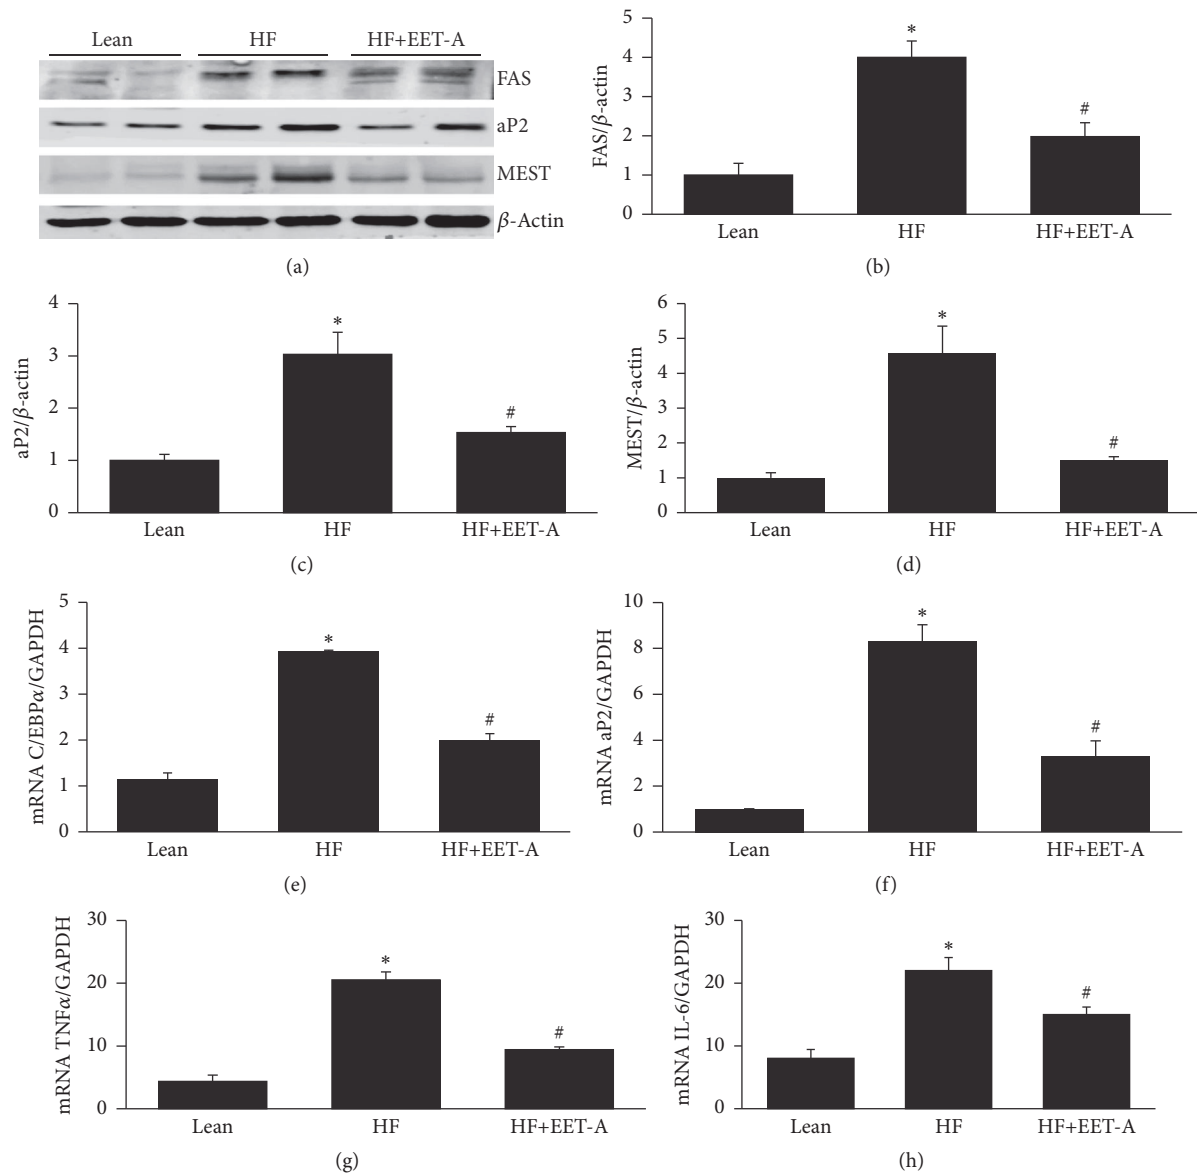 Lean HF HF+EET-A
FAS
aP2
MEST
β-Actin
(a)
FAS/β-actin
5
4
3
2
1
0
*
#
Lean HF HF+EET-A
(b)
aP2/β-actin
4
3
2
1
0
*
#
Lean HF HF+EET-A
(c)
MEST/β-actin
6
5
4
3
2
1
0
*
#
Lean HF HF+EET-A
(d)
mRNA C/EBPα/GAPDH
5
4
3
2
1
0
*
#
Lean HF HF+EET-A
(e)
mRNA aP2/GAPDH
10
8
6
4
2
0
*
#
Lean HF HF+EET-A
(f)
mRNA TNFα/GAPDH
30
20
10
0
*
#
Lean HF HF+EET-A
(g)
mRNA IL-6/GAPDH
30
20
10
0
*
#
Lean HF HF+EET-A
(h)